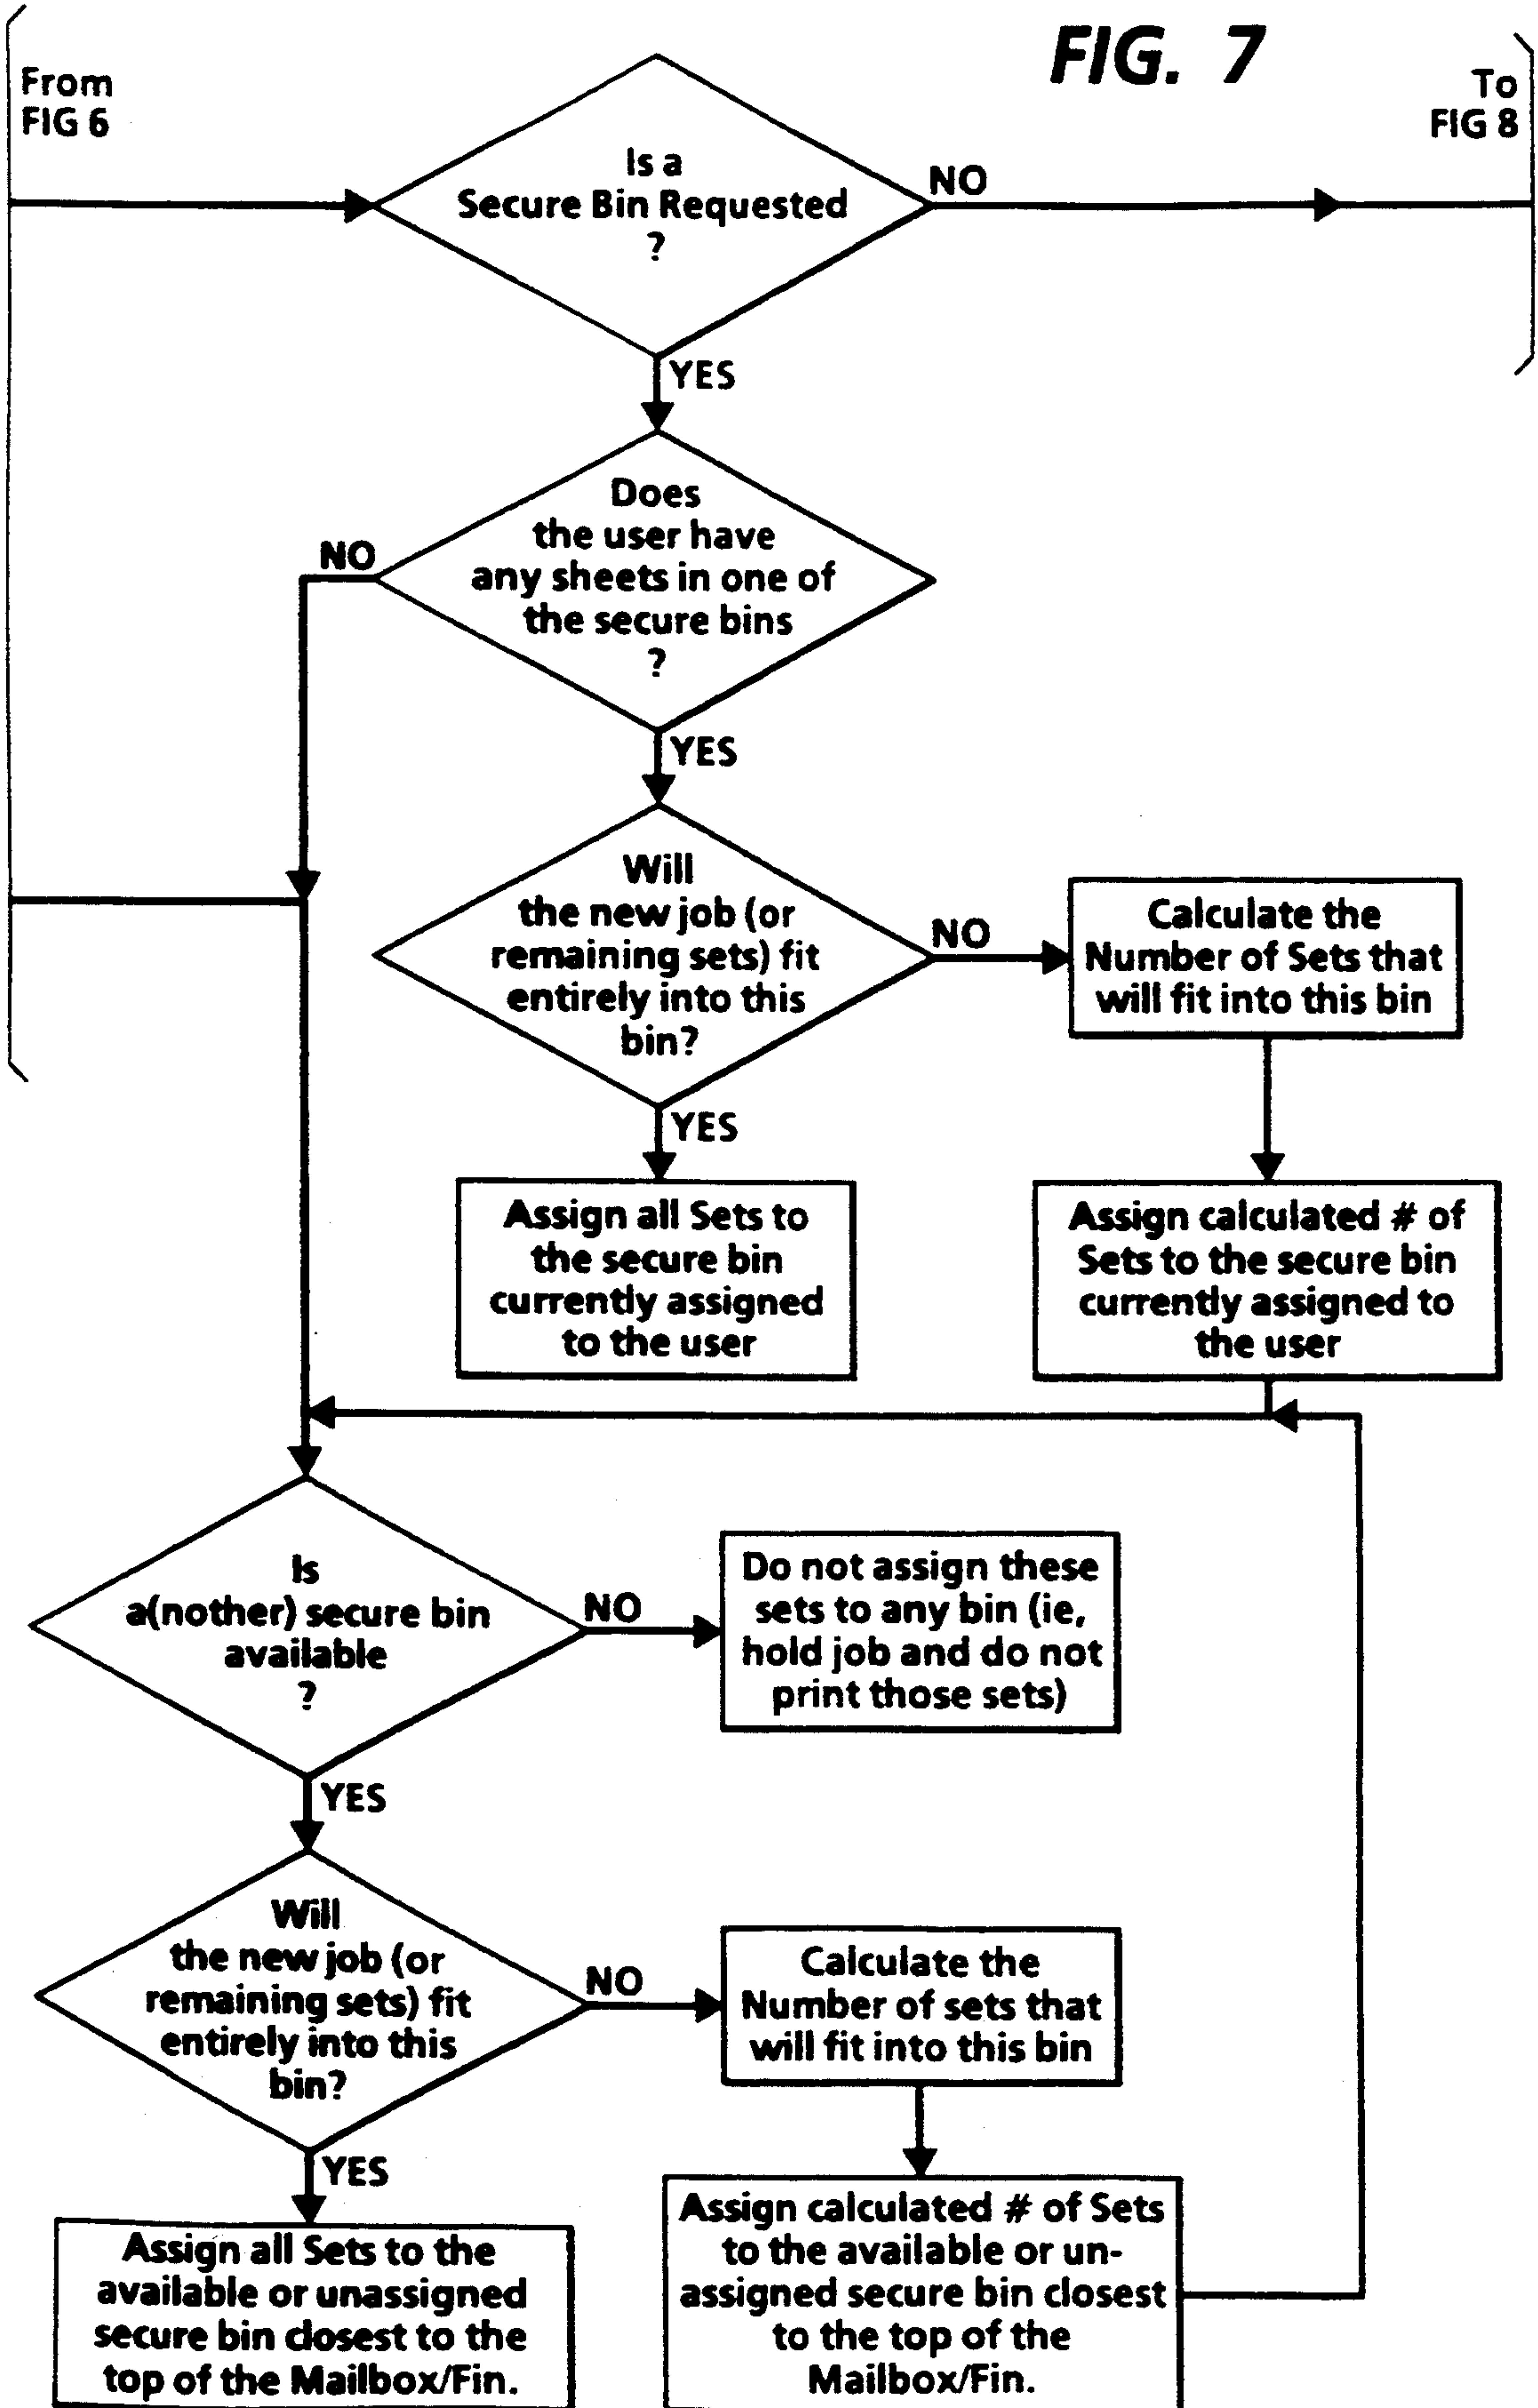 FIG. 7
From
FIG 6
To
FIG 8
Is a
Secure Bin Requested
?
NO
YES
Does
the user have
any sheets in one of
the secure bins
?
NO
YES
Will
the new job (or
remaining sets) fit
entirely into this
bin?
NO
Calculate the
Number of Sets that
will fit into this bin
YES
Assign all Sets to
the secure bin
currently assigned
to the user
Assign calculated # of
Sets to the secure bin
currently assigned to
the user
Is
a(nother) secure bin
available
?
NO
Do not assign these
sets to any bin (ie,
hold job and do not
print those sets)
YES
Will
the new job (or
remaining sets) fit
entirely into this
bin?
NO
Calculate the
Number of sets that
will fit into this bin
YES
Assign all Sets to the
available or unassigned
secure bin closest to the
top of the Mailbox/Fin.
Assign calculated # of Sets
to the available or un-
assigned secure bin closest
to the top of the
Mailbox/Fin.